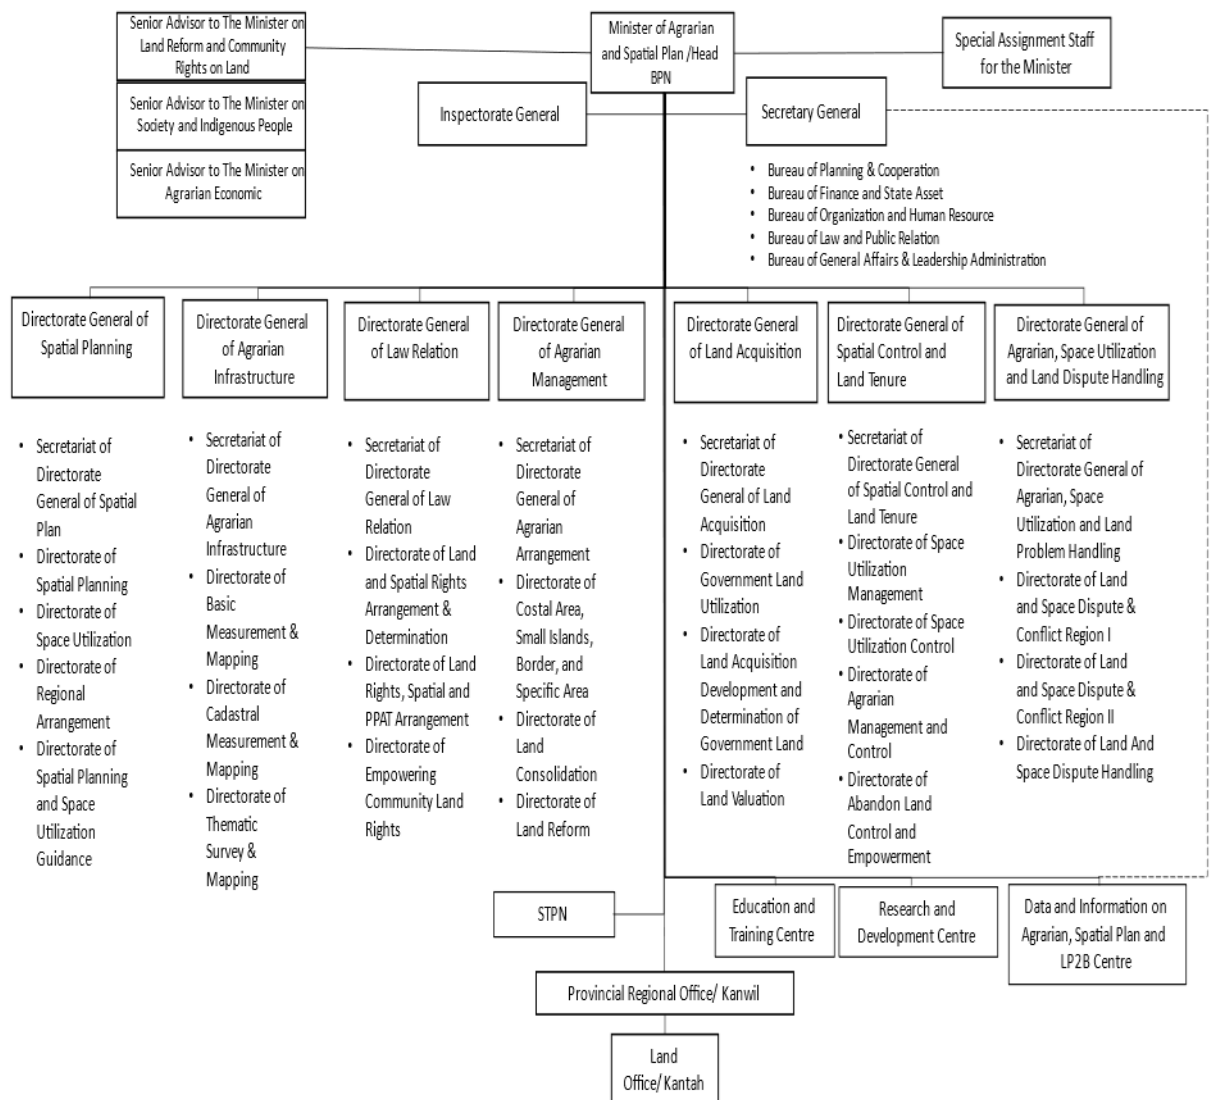 Senior Advisor to The Minister on
Land Reform and Community
Rights on Land
Senior Advisor to The Minister on
Society and Indigenous People
Senior Advisor to The Minister on
Agrarian Economic
Minister of Agrarian
and Spatial Plan /Head
BPN
Special Assignment Staff
for the Minister
Inspectorate General
Secretary General
• Bureau of Planning & Cooperation
• Bureau of Finance and State Asset
• Bureau of Organization and Human Resource
• Bureau of Law and Public Relation
• Bureau of General Affairs & Leadership Administration
Directorate General of
Spatial Planning
Directorate General
of Agrarian
Infrastructure
Directorate General
of Law Relation
Directorate General
of Agrarian
Management
Directorate General
of Land Acquisition
Directorate General of
Spatial Control and
Land Tenure
Directorate General of
Agrarian, Space Utilization
and Land Dispute Handling
• Secretariat of
Directorate
General of Spatial
Plan
• Directorate of
Spatial Planning
• Directorate of
Space Utilization
• Directorate of
Regional
Arrangement
• Directorate of
Spatial Planning
and Space
Utilization
Guidance
• Secretariat of
Directorate
General of
Agrarian
Infrastructure
• Directorate of
Basic
Measurement &
Mapping
• Directorate of
Cadastral
Measurement &
Mapping
• Directorate of
Thematic
Survey &
Mapping
• Secretariat of
Directorate
General of Law
Relation
• Directorate of Land
and Spatial Rights
Arrangement &
Determination
• Directorate of Land
Rights, Spatial and
PPAT Arrangement
• Directorate of
Empowering
Community Land
Rights
• Secretariat of
Directorate
General of
Agrarian
Arrangement
• Directorate of
Costal Area,
Small Islands,
Border, and
Specific Area
• Directorate of
Land
Consolidation
• Directorate of
Land Reform
• Secretariat of
Directorate
General of Land
Acquisition
• Directorate of
Government Land
Utilization
• Directorate of
Land Acquisition
Development and
Determination of
Government Land
• Directorate of
Land Valuation
• Secretariat of
Directorate General
of Spatial Control and
Land Tenure
• Directorate of Space
Utilization
Management
• Directorate of Space
Utilization Control
• Directorate of
Agrarian
Management and
Control
• Directorate of
Abandon Land
Control and
Empowerment
• Secretariat of
Directorate General of
Agrarian, Space
Utilization and Land
Problem Handling
• Directorate of Land
and Space Dispute &
Conflict Region I
• Directorate of Land
and Space Dispute &
Conflict Region II
• Directorate of Land And
Space Dispute Handling
STPN
Education and
Training Centre
Research and
Development Centre
Data and Information on
Agrarian, Spatial Plan and
LP2B Centre
Provincial Regional Office/ Kanwil
Land
Office/ Kantah